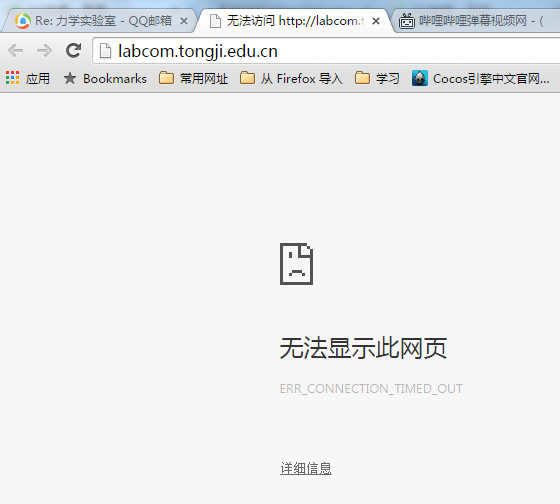 Re: 力学实验室 - QQ邮箱
无法访问 http://labcom.t
哔哩哔哩弹幕视频网 - (
labcom.tongji.edu.cn
应用 Bookmarks 常用网址 从 Firefox 导入 学习 Cocos引擎中文官网...
无法显示此网页
ERR_CONNECTION_TIMED_OUT
详细信息